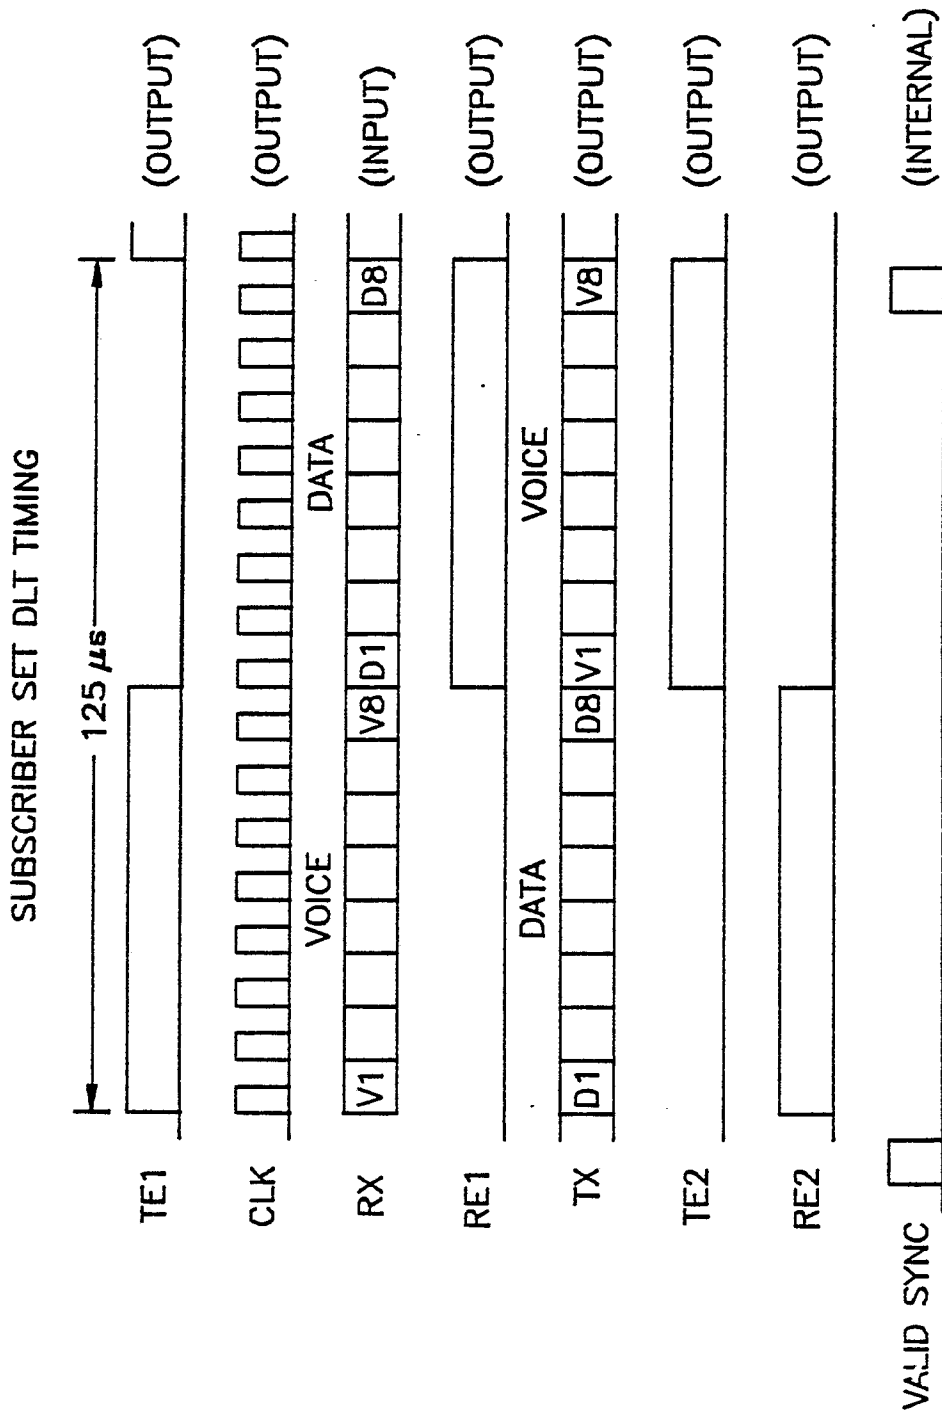 SUBSCRIBER SET DLT TIMING
125 µs
TE1 (OUTPUT)
CLK (OUTPUT)
VOICE DATA
RX V1 V8 D1 D8 (INPUT)
RE1 (OUTPUT)
DATA VOICE
TX D1 D8 V1 V8 (OUTPUT)
TE2 (OUTPUT)
RE2 (OUTPUT)
VALID SYNC (INTERNAL)